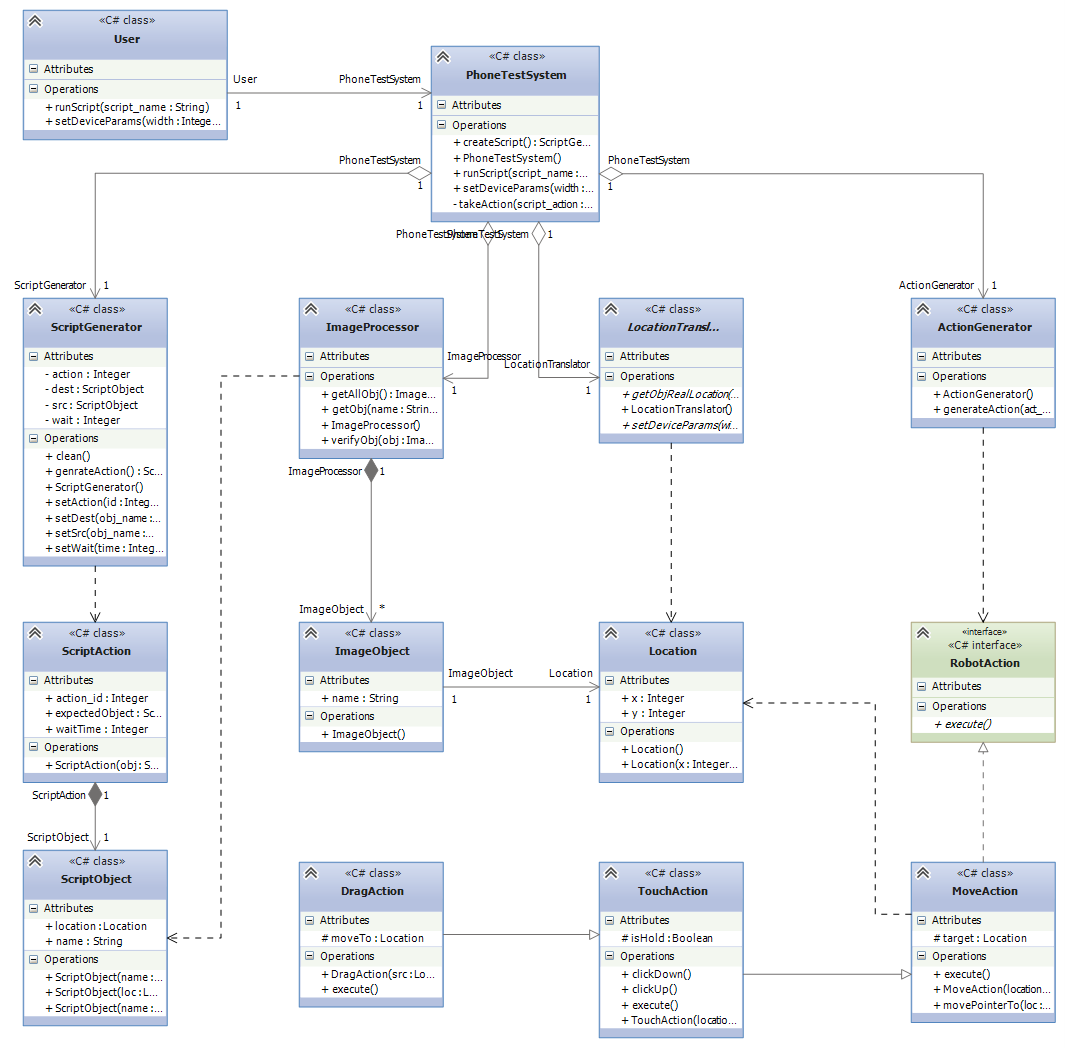 «C# class»
User
Attributes
Operations
+ runScript(script_name : String)
+ setDeviceParams(width : Intege...
User
1
PhoneTestSystem
1
«C# class»
PhoneTestSystem
Attributes
Operations
+ createScript() : ScriptGe...
+ PhoneTestSystem()
+ runScript(script_name :...
+ setDeviceParams(width :...
- takeAction(script_action :...
PhoneTestSystem
1
PhoneTestSystem
1
PhoneTestSystem
PhoneTestSystem
1
ScriptGenerator
1
ImageProcessor
1
LocationTranslator
1
ActionGenerator
1
«C# class»
ScriptGenerator
Attributes
- action : Integer
- dest : ScriptObject
- src : ScriptObject
- wait : Integer
Operations
+ clean()
+ genrateAction() : Sc...
+ ScriptGenerator()
+ setAction(id : Integ...
+ setDest(obj_name :...
+ setSrc(obj_name :...
+ setWait(time : Integ...
«C# class»
ImageProcessor
Attributes
Operations
+ getAllObj() : Image...
+ getObj(name : Strin...
+ ImageProcessor()
+ verifyObj(obj : Ima...
«C# class»
LocationTransl...
Attributes
Operations
+ getObjRealLocation(...
+ LocationTranslator()
+ setDeviceParams(wi...
«C# class»
ActionGenerator
Attributes
Operations
+ ActionGenerator()
+ generateAction(act_...
ImageProcessor
1
ImageObject
*
«C# class»
ScriptAction
Attributes
+ action_id : Integer
+ expectedObject : Sc...
+ waitTime : Integer
Operations
+ ScriptAction(obj : S...
«C# class»
ImageObject
Attributes
+ name : String
Operations
+ ImageObject()
ImageObject
1
Location
1
«C# class»
Location
Attributes
+ x : Integer
+ y : Integer
Operations
+ Location()
+ Location(x : Integer...
«interface»
«C# interface»
RobotAction
Attributes
Operations
+ execute()
ScriptAction
1
ScriptObject
1
«C# class»
ScriptObject
Attributes
+ location : Location
+ name : String
Operations
+ ScriptObject(name :...
+ ScriptObject(loc : L...
+ ScriptObject(name :...
«C# class»
DragAction
Attributes
# moveTo : Location
Operations
+ DragAction(src : Lo...
+ execute()
«C# class»
TouchAction
Attributes
# isHold : Boolean
Operations
+ clickDown()
+ clickUp()
+ execute()
+ TouchAction(locatio...
«C# class»
MoveAction
Attributes
# target : Location
Operations
+ execute()
+ MoveAction(location...
+ movePointerTo(loc :...